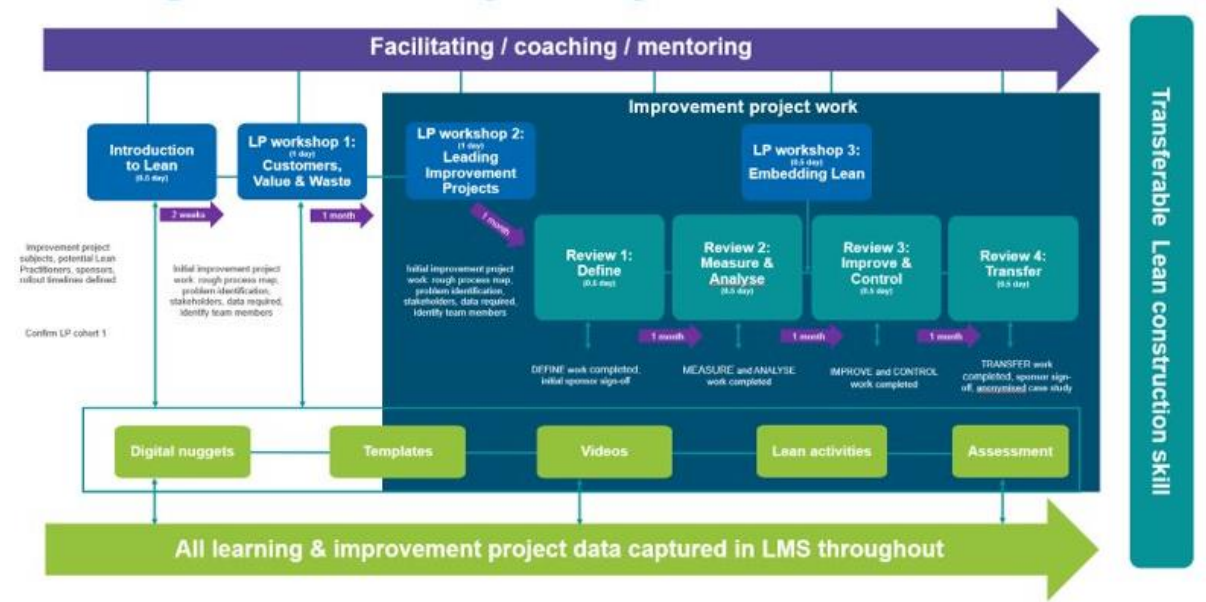 Facilitating / coaching / mentoring
Transferable Lean construction skill
Improvement project work
Introduction
to Lean
(0.5 day)
LP workshop 1:
(1 day)
Customers,
Value & Waste
LP workshop 2:
(1 day)
Leading
Improvement
Projects
LP workshop 3:
(0.5 day)
Embedding Lean
2 weeks
1 month
1 month
Improvement project
subjects, potential Lean
Practitioners, sponsors,
rollout timelines defined
Confirm LP cohort 1
Initial improvement project
work: rough process map,
problem identification,
stakeholders, data required,
identify team members
Initial improvement project
work: rough process map,
problem identification,
stakeholders, data required,
identify team members
Review 1:
Define
(0.5 day)
Review 2:
Measure &
Analyse
(0.5 day)
Review 3:
Improve &
Control
(0.5 day)
Review 4:
Transfer
(0.5 day)
1 month
1 month
1 month
DEFINE work completed,
initial sponsor sign-off
MEASURE and ANALYSE
work completed
IMPROVE and CONTROL
work completed
TRANSFER work
completed, sponsor sign-
off, anonymised case study
Digital nuggets
Templates
Videos
Lean activities
Assessment
All learning & improvement project data captured in LMS throughout